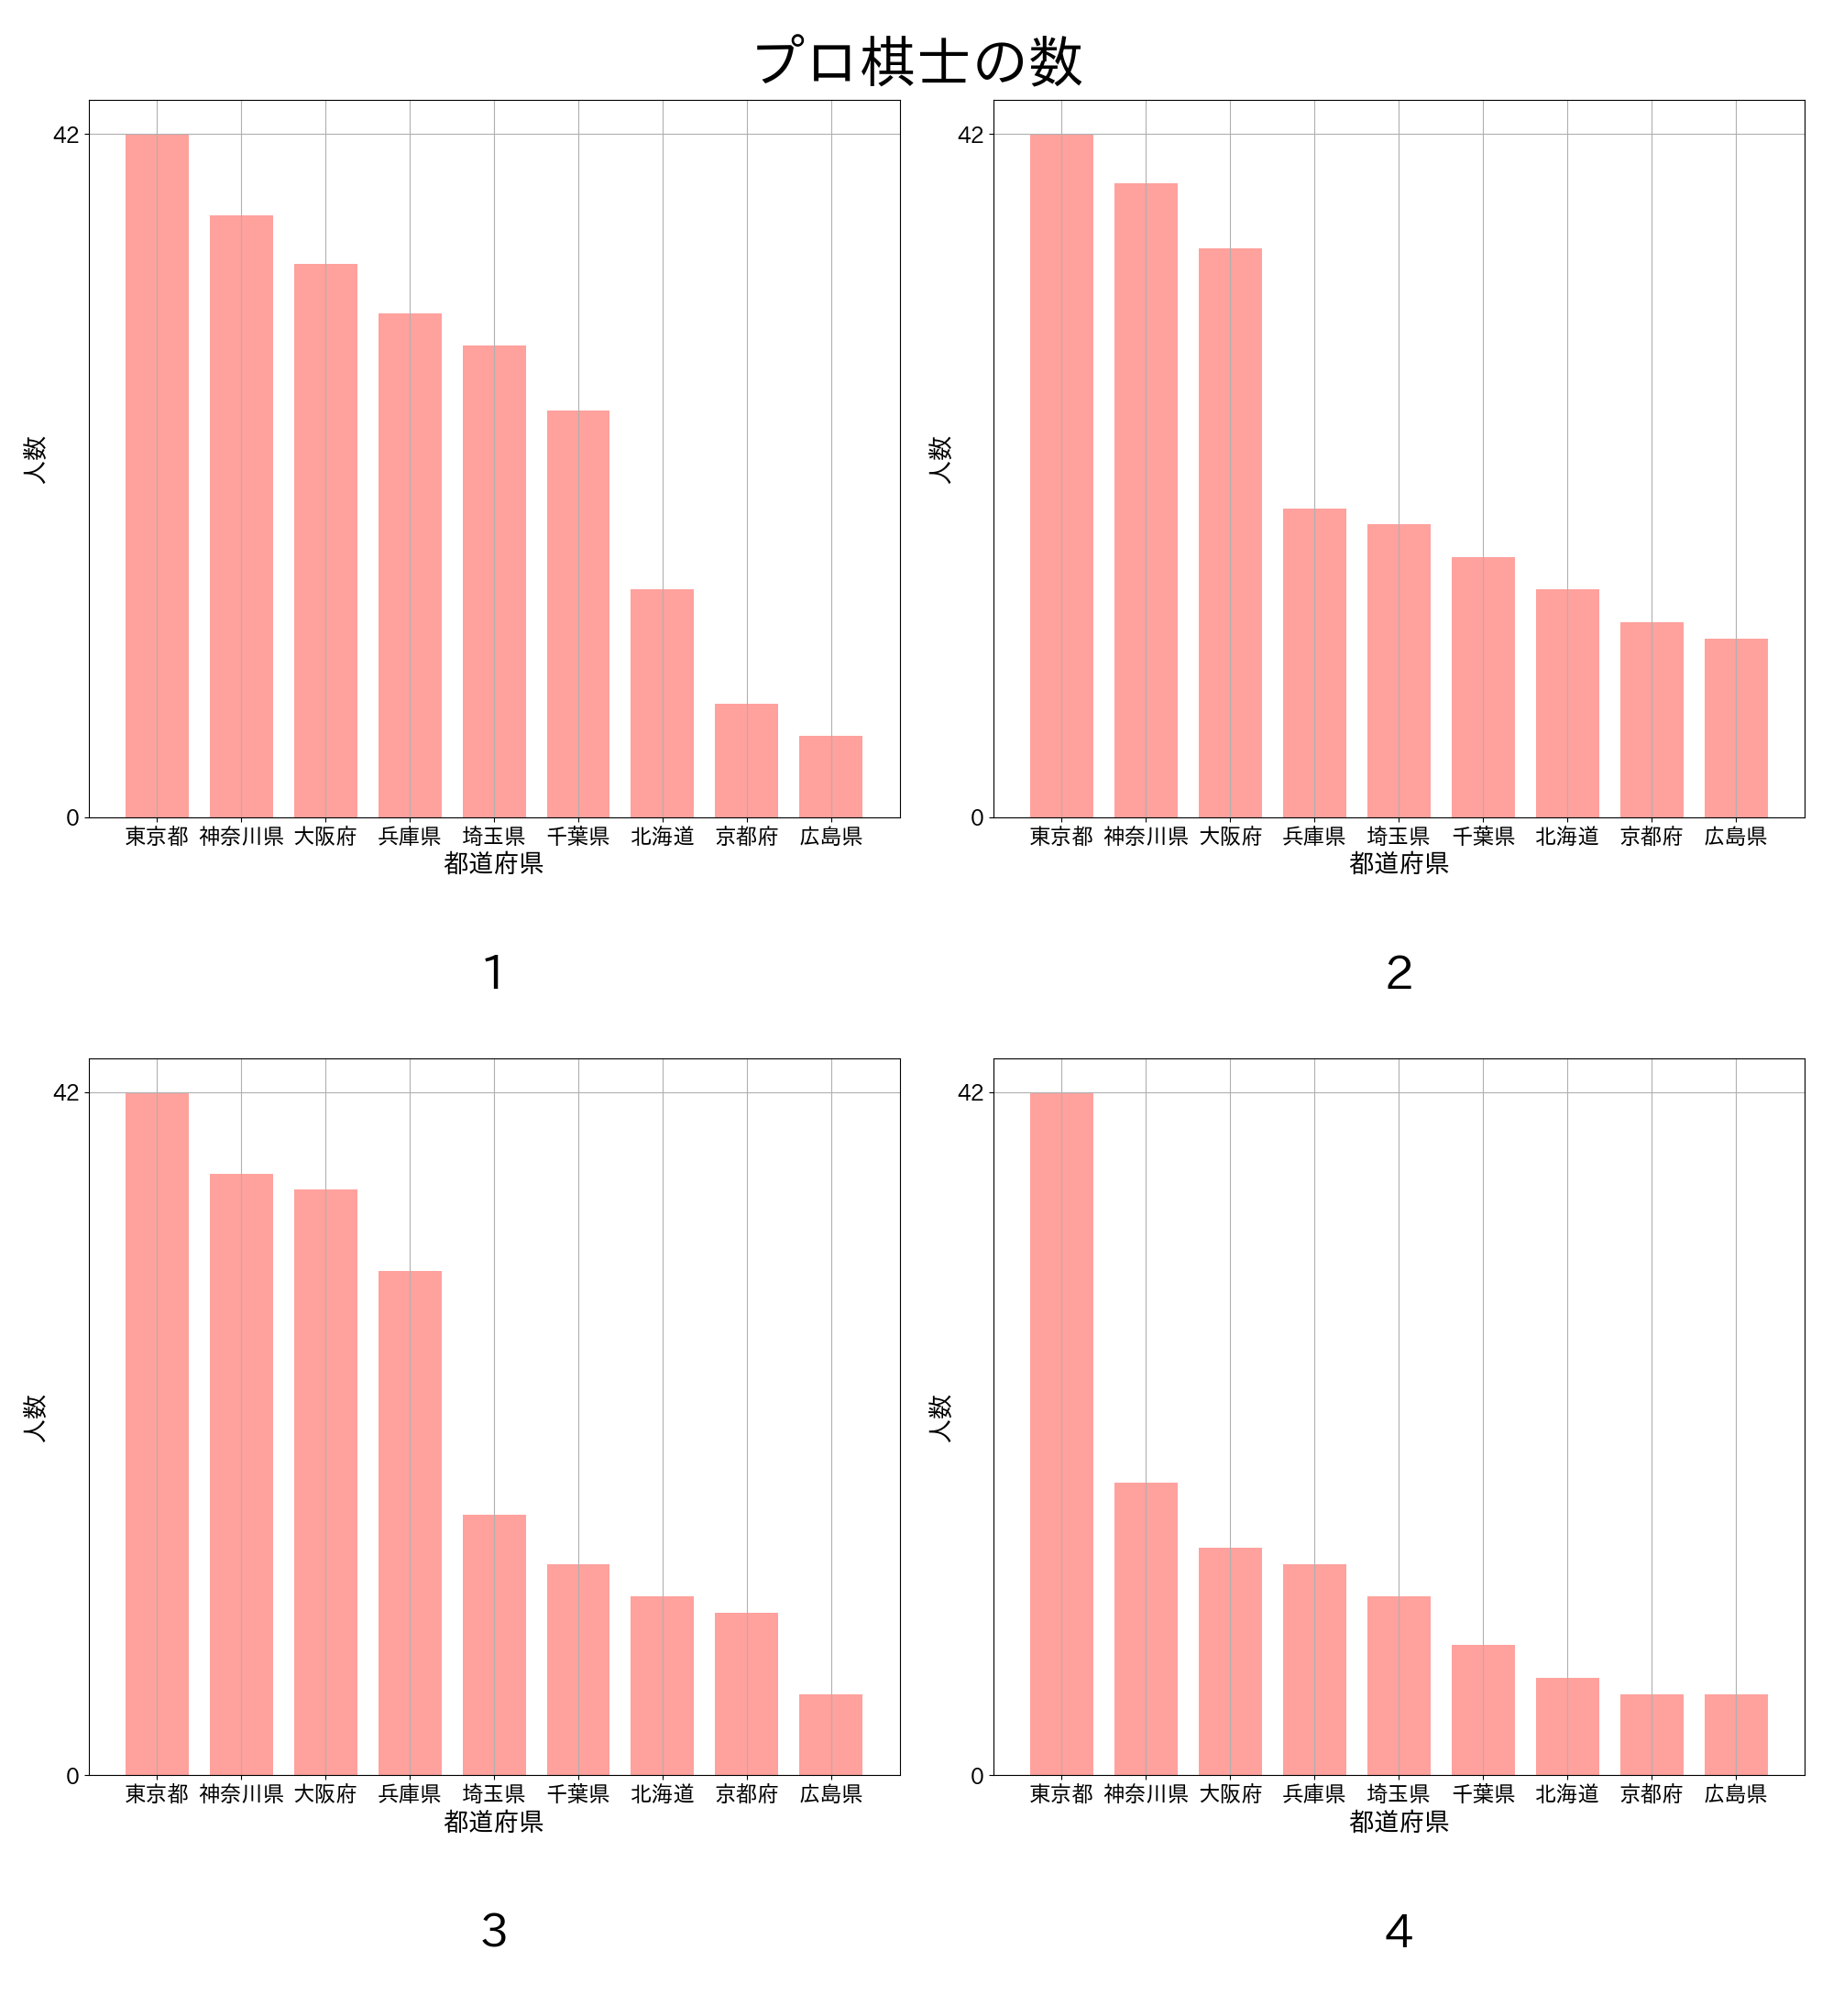 プロ棋士の数
42
0
人数
東京都 神奈川県 大阪府 兵庫県 埼玉県 千葉県 北海道 京都府 広島県
都道府県
1
42
0
人数
東京都 神奈川県 大阪府 兵庫県 埼玉県 千葉県 北海道 京都府 広島県
都道府県
2
42
0
人数
東京都 神奈川県 大阪府 兵庫県 埼玉県 千葉県 北海道 京都府 広島県
都道府県
3
42
0
人数
東京都 神奈川県 大阪府 兵庫県 埼玉県 千葉県 北海道 京都府 広島県
都道府県
4